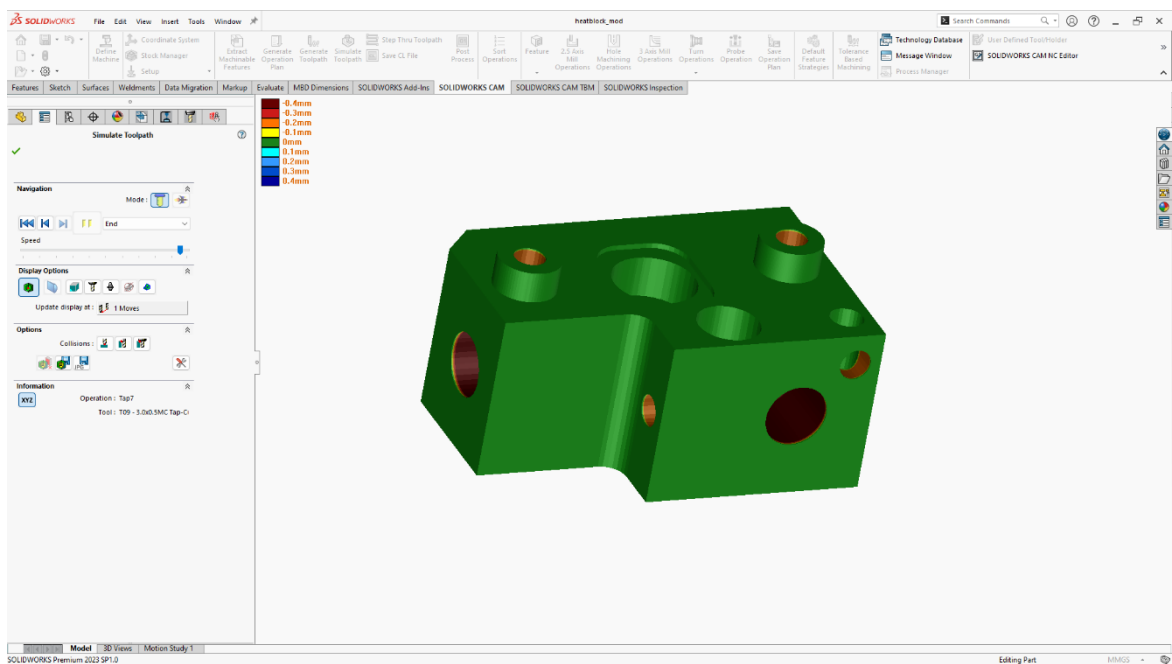 SOLIDWORKS File Edit View Insert Tools Window
heatblock_mod
Search Commands
Define Machine
Coordinate System
Stock Manager
Setup
Extract Machinable Features
Generate Operation Plan
Generate Toolpath
Simulate Toolpath
Step Thru Toolpath
Save CL File
Post Process
Sort Operations
Feature
2.5 Axis Mill Operations
Hole Machining Operations
3 Axis Mill Operations
Turn Operations
Probe Operation
Save Operation Plan
Default Feature Strategies
Tolerance Based Machining
Technology Database
Message Window
Process Manager
User Defined Tool/Holder
SOLIDWORKS CAM NC Editor
Features Sketch Surfaces Weldments Data Migration Markup Evaluate MBD Dimensions SOLIDWORKS Add-Ins SOLIDWORKS CAM SOLIDWORKS CAM TBM SOLIDWORKS Inspection
Simulate Toolpath
Navigation
Mode :
End
Speed
Display Options
Update display at : 1 Moves
Options
Collisions :
JPG
Information
XYZ
Operation : Tap7
Tool : T09 - 3.0x0.5MC Tap-C
-0.4mm
-0.3mm
-0.2mm
-0.1mm
0mm
0.1mm
0.2mm
0.3mm
0.4mm
Model 3D Views Motion Study 1
SOLIDWORKS Premium 2023 SP1.0
Editing Part
MMGS